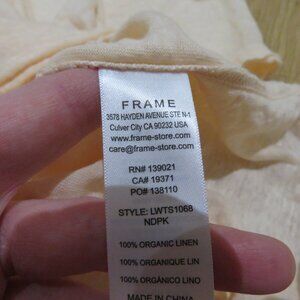 FRAME
3578 HAYDEN AVENUE STE N-1
Culver City CA 90232 USA
www.frame-store.com
care@frame-store.com
RN# 139021
CA# 19371
PO# 138110
STYLE: LWTS1068
NDPK
100% ORGANIC LINEN
100% ORGANIQUE LIN
100% ORGÁNICO LINO
MADE IN CHINA